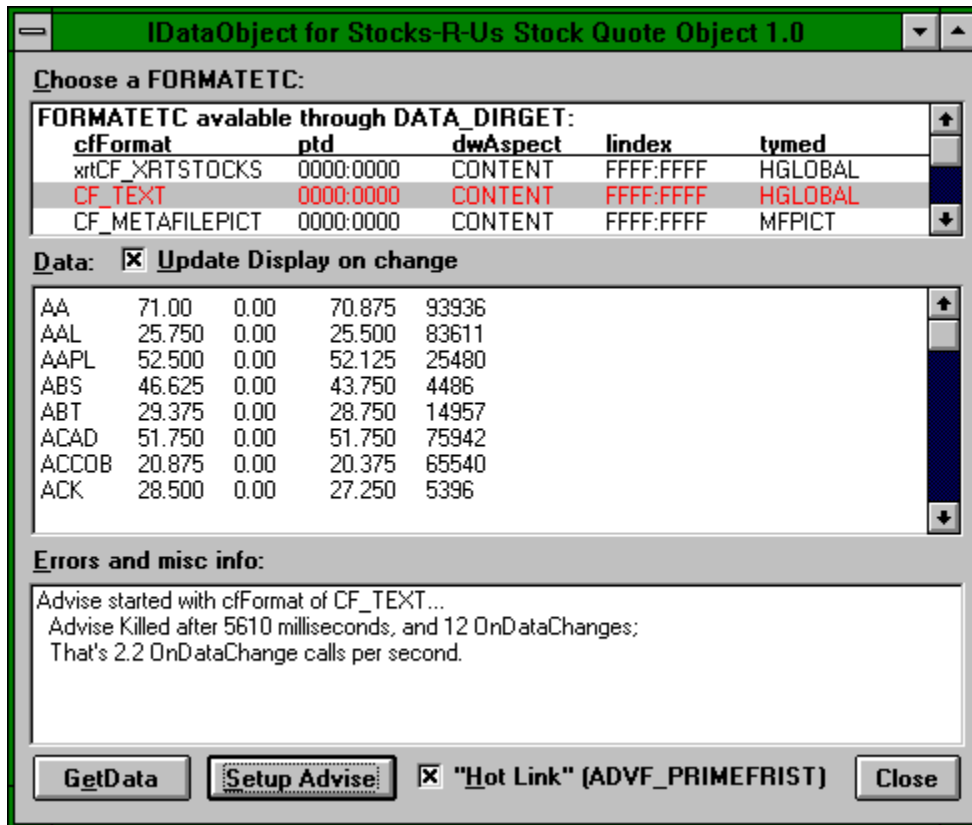 IDataObject for Stocks-R-Us Stock Quote Object 1.0
Choose a FORMATETC:
FORMATETC avalable through DATA_DIRGET:
cfFormat ptd dwAspect lindex tymed
xrtCF_XRTSTOCKS 0000:0000 CONTENT FFFF:FFFF HGLOBAL
CF_TEXT 0000:0000 CONTENT FFFF:FFFF HGLOBAL
CF_METAFILEPICT 0000:0000 CONTENT FFFF:FFFF MFPICT
Data: Update Display on change
AA 71.00 0.00 70.875 93936
AAL 25.750 0.00 25.500 83611
AAPL 52.500 0.00 52.125 25480
ABS 46.625 0.00 43.750 4486
ABT 29.375 0.00 28.750 14957
ACAD 51.750 0.00 51.750 75942
ACCOB 20.875 0.00 20.375 65540
ACK 28.500 0.00 27.250 5396
Errors and misc info:
Advise started with cfFormat of CF_TEXT...
Advise Killed after 5610 milliseconds, and 12 OnDataChanges;
That's 2.2 OnDataChange calls per second.
GetData Setup Advise "Hot Link" (ADVF_PRIMEFRIST) Close